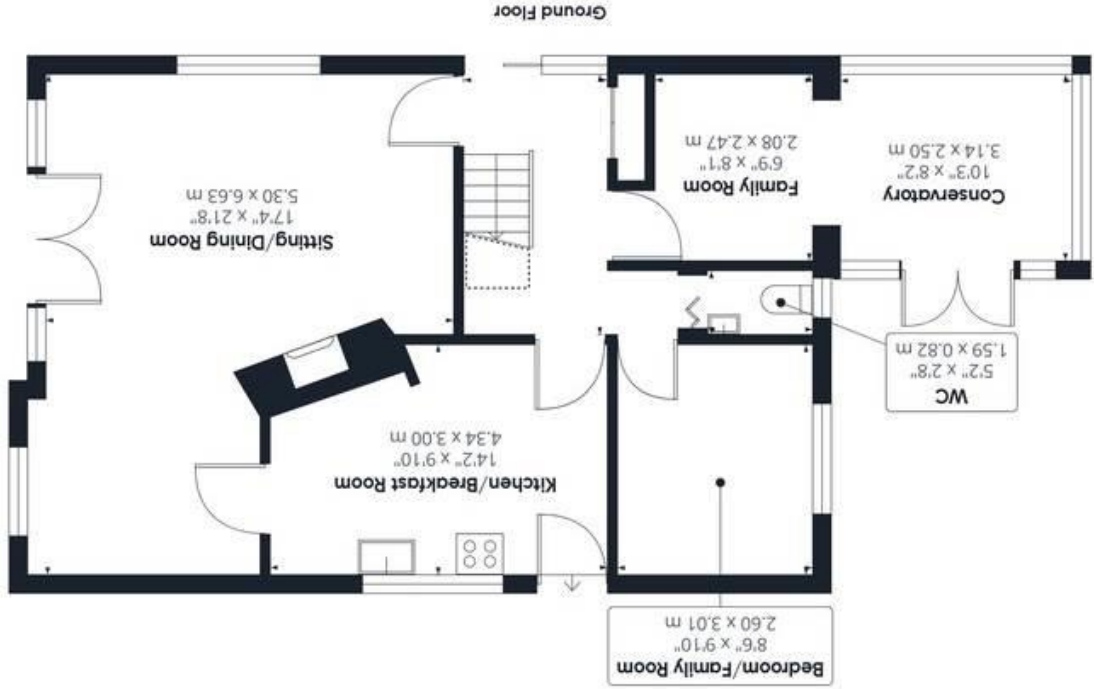 Bedroom/Family Room
8'6" x 9'10"
2.60 x 3.01 m
Kitchen/Breakfast Room
14'2" x 9'10"
4.34 x 3.00 m
WC
5'2" x 2'8"
1.59 x 0.82 m
Sitting/Dining Room
17'4" x 21'8"
5.30 x 6.63 m
Family Room
6'9" x 8'1"
2.08 x 2.47 m
Conservatory
10'3" x 8'2"
3.14 x 2.50 m
Ground Floor